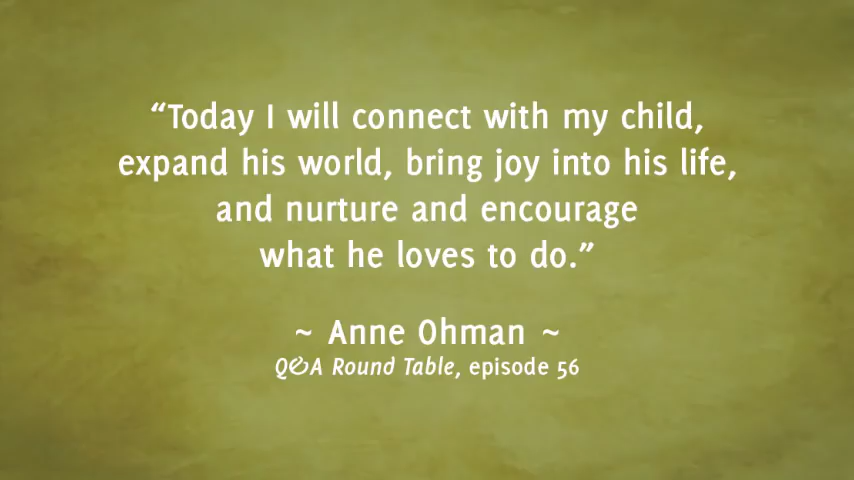 “Today I will connect with my child,
expand his world, bring joy into his life,
and nurture and encourage
what he loves to do.”
~ Anne Ohman ~
Q&A Round Table, episode 56